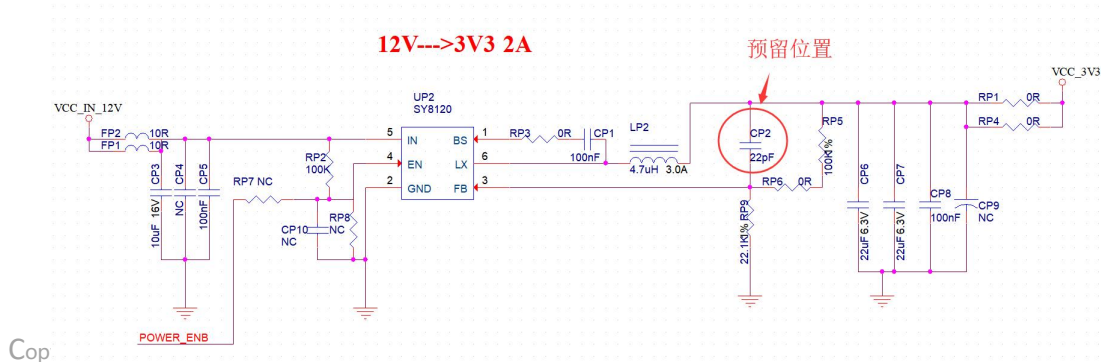 12V--->3V3 2A
预留位置
VCC_IN_12V
VCC_3V3
FP2 10R
FP1 10R
CP3
10uF 16V
CP4
NC
CP5
100nF
RP2
100K
RP7 NC
CP10
NC
RP8
NC
POWER_ENB
UP2
SY8120
5 IN BS 1
4 EN LX 6
2 GND FB 3
RP3 0R
CP1
100nF
LP2
4.7uH 3.0A
CP2
22pF
RP5
100K %
RP6 0R
RP9
22.1K1%
CP6
22uF 6.3V
CP7
22uF 6.3V
CP8
100nF
CP9
NC
RP1 0R
RP4 0R
Cop